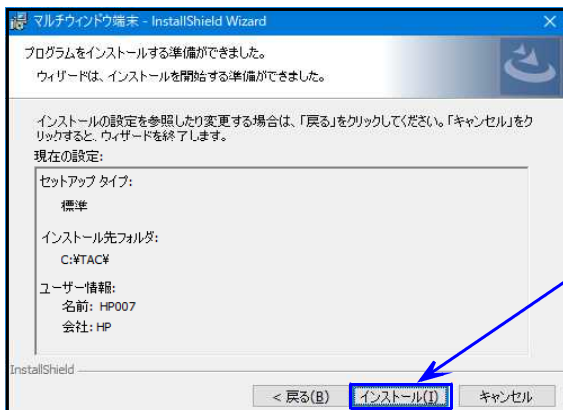 マルチウィンドウ端末 - InstallShield Wizard
プログラムをインストールする準備ができました。
ウィザードは、インストールを開始する準備ができました。
インストールの設定を参照したり変更する場合は、「戻る」をクリックしてください。「キャンセル」をク
リックすると、ウィザードを終了します。
現在の設定:
セットアップ タイプ:
標準
インストール先フォルダ:
C:¥TAC¥
ユーザー情報:
名前: HP007
会社: HP
InstallShield
< 戻る(B)
インストール(I)
キャンセル